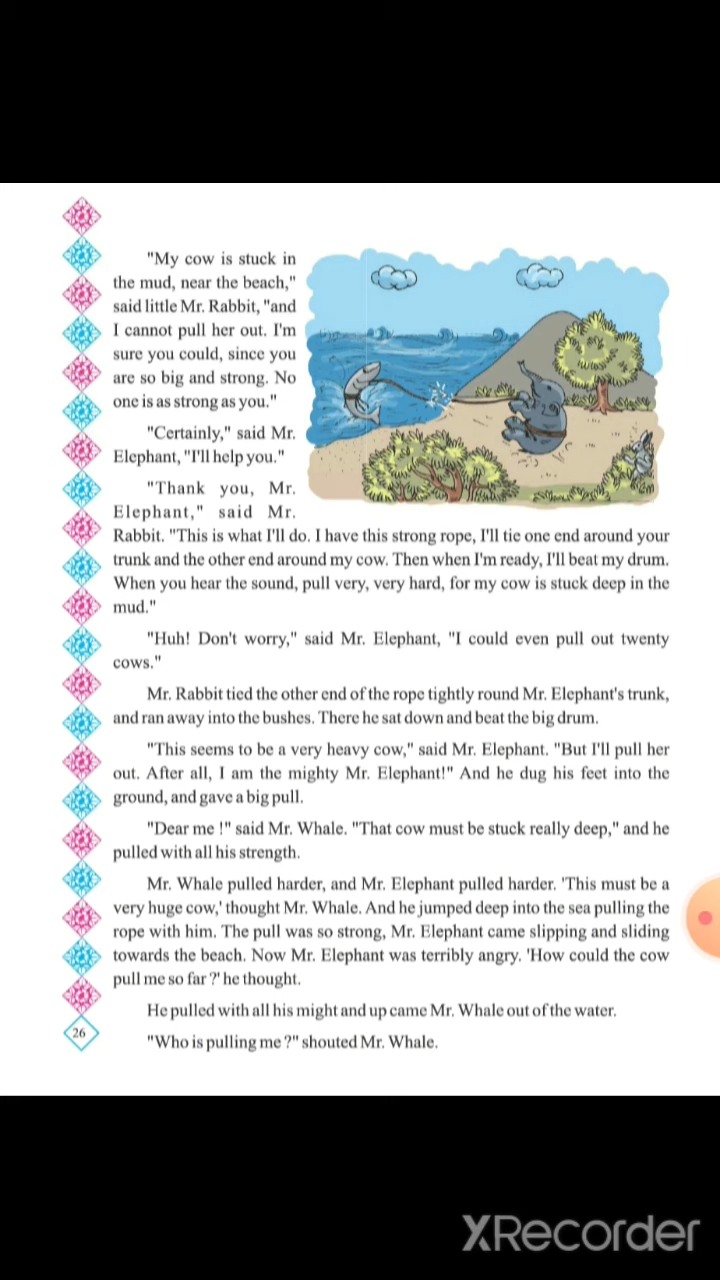 "My cow is stuck in
the mud, near the beach,"
said little Mr. Rabbit, "and
I cannot pull her out. I'm
sure you could, since you
are so big and strong. No
one is as strong as you."
"Certainly," said Mr.
Elephant, "I'll help you."
"Thank you, Mr.
Elephant," said Mr.
Rabbit. "This is what I'll do. I have this strong rope, I'll tie one end around your
trunk and the other end around my cow. Then when I'm ready, I'll beat my drum.
When you hear the sound, pull very, very hard, for my cow is stuck deep in the
mud."
"Huh! Don't worry," said Mr. Elephant, "I could even pull out twenty
cows."
Mr. Rabbit tied the other end of the rope tightly round Mr. Elephant's trunk,
and ran away into the bushes. There he sat down and beat the big drum.
"This seems to be a very heavy cow," said Mr. Elephant. "But I'll pull her
out. After all, I am the mighty Mr. Elephant!" And he dug his feet into the
ground, and gave a big pull.
"Dear me !" said Mr. Whale. "That cow must be stuck really deep," and he
pulled with all his strength.
Mr. Whale pulled harder, and Mr. Elephant pulled harder. 'This must be a
very huge cow,' thought Mr. Whale. And he jumped deep into the sea pulling the
rope with him. The pull was so strong, Mr. Elephant came slipping and sliding
towards the beach. Now Mr. Elephant was terribly angry. 'How could the cow
pull me so far ?' he thought.
He pulled with all his might and up came Mr. Whale out of the water.
"Who is pulling me ?" shouted Mr. Whale.
26
XRecorder